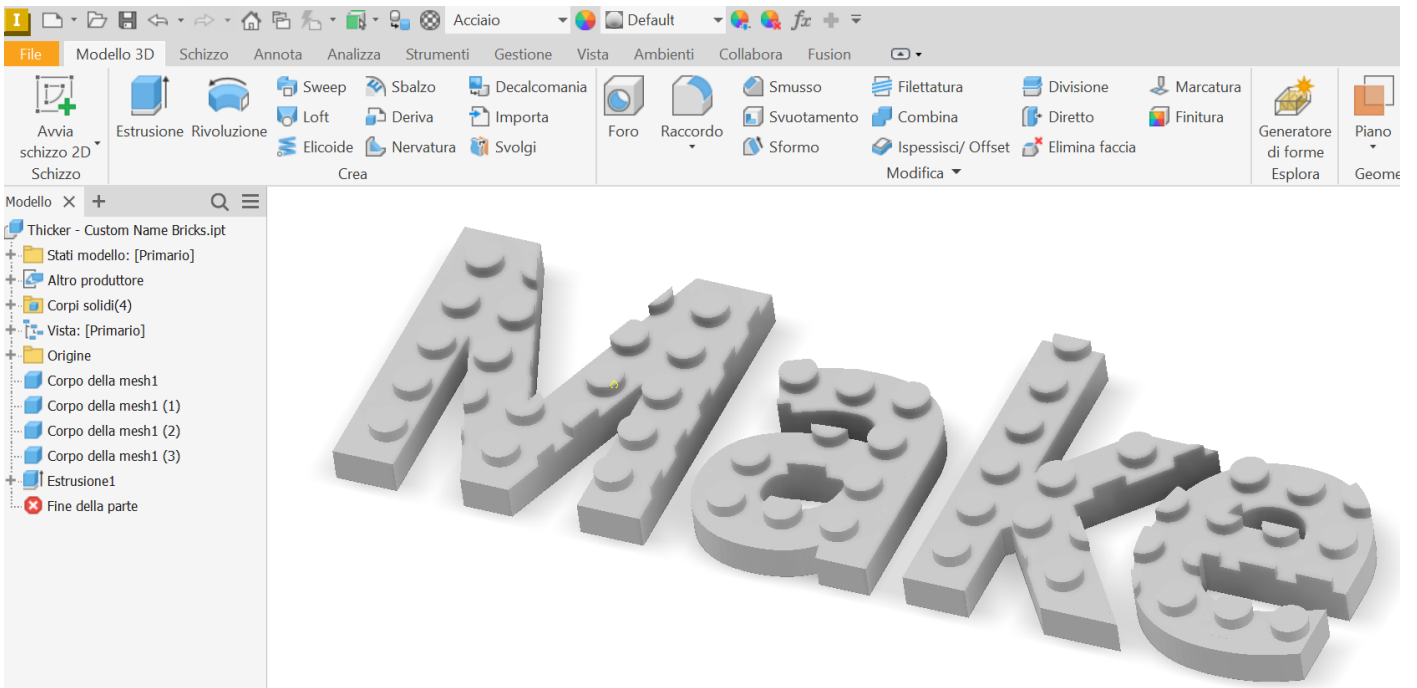 I Acciaio Default fx
File Modello 3D Schizzo Annota Analizza Strumenti Gestione Vista Ambienti Collabora Fusion
Avvia schizzo 2D
Schizzo
Estrusione Rivoluzione
Sweep Sbalzo Decalcomania
Loft Deriva Importa
Elicoide Nervatura Svolgi
Crea
Foro Raccordo
Smusso Filettatura Divisione Marcatura
Svuotamento Combina Diretto Finitura
Sformo Ispessisci/ Offset Elimina faccia
Modifica
Generatore di forme
Esplora
Piano
Geome
Modello
Thicker - Custom Name Bricks.ipt
Stati modello: [Primario]
Altro produttore
Corpi solidi(4)
Vista: [Primario]
Origine
Corpo della mesh1
Corpo della mesh1 (1)
Corpo della mesh1 (2)
Corpo della mesh1 (3)
Estrusione1
Fine della parte
Make